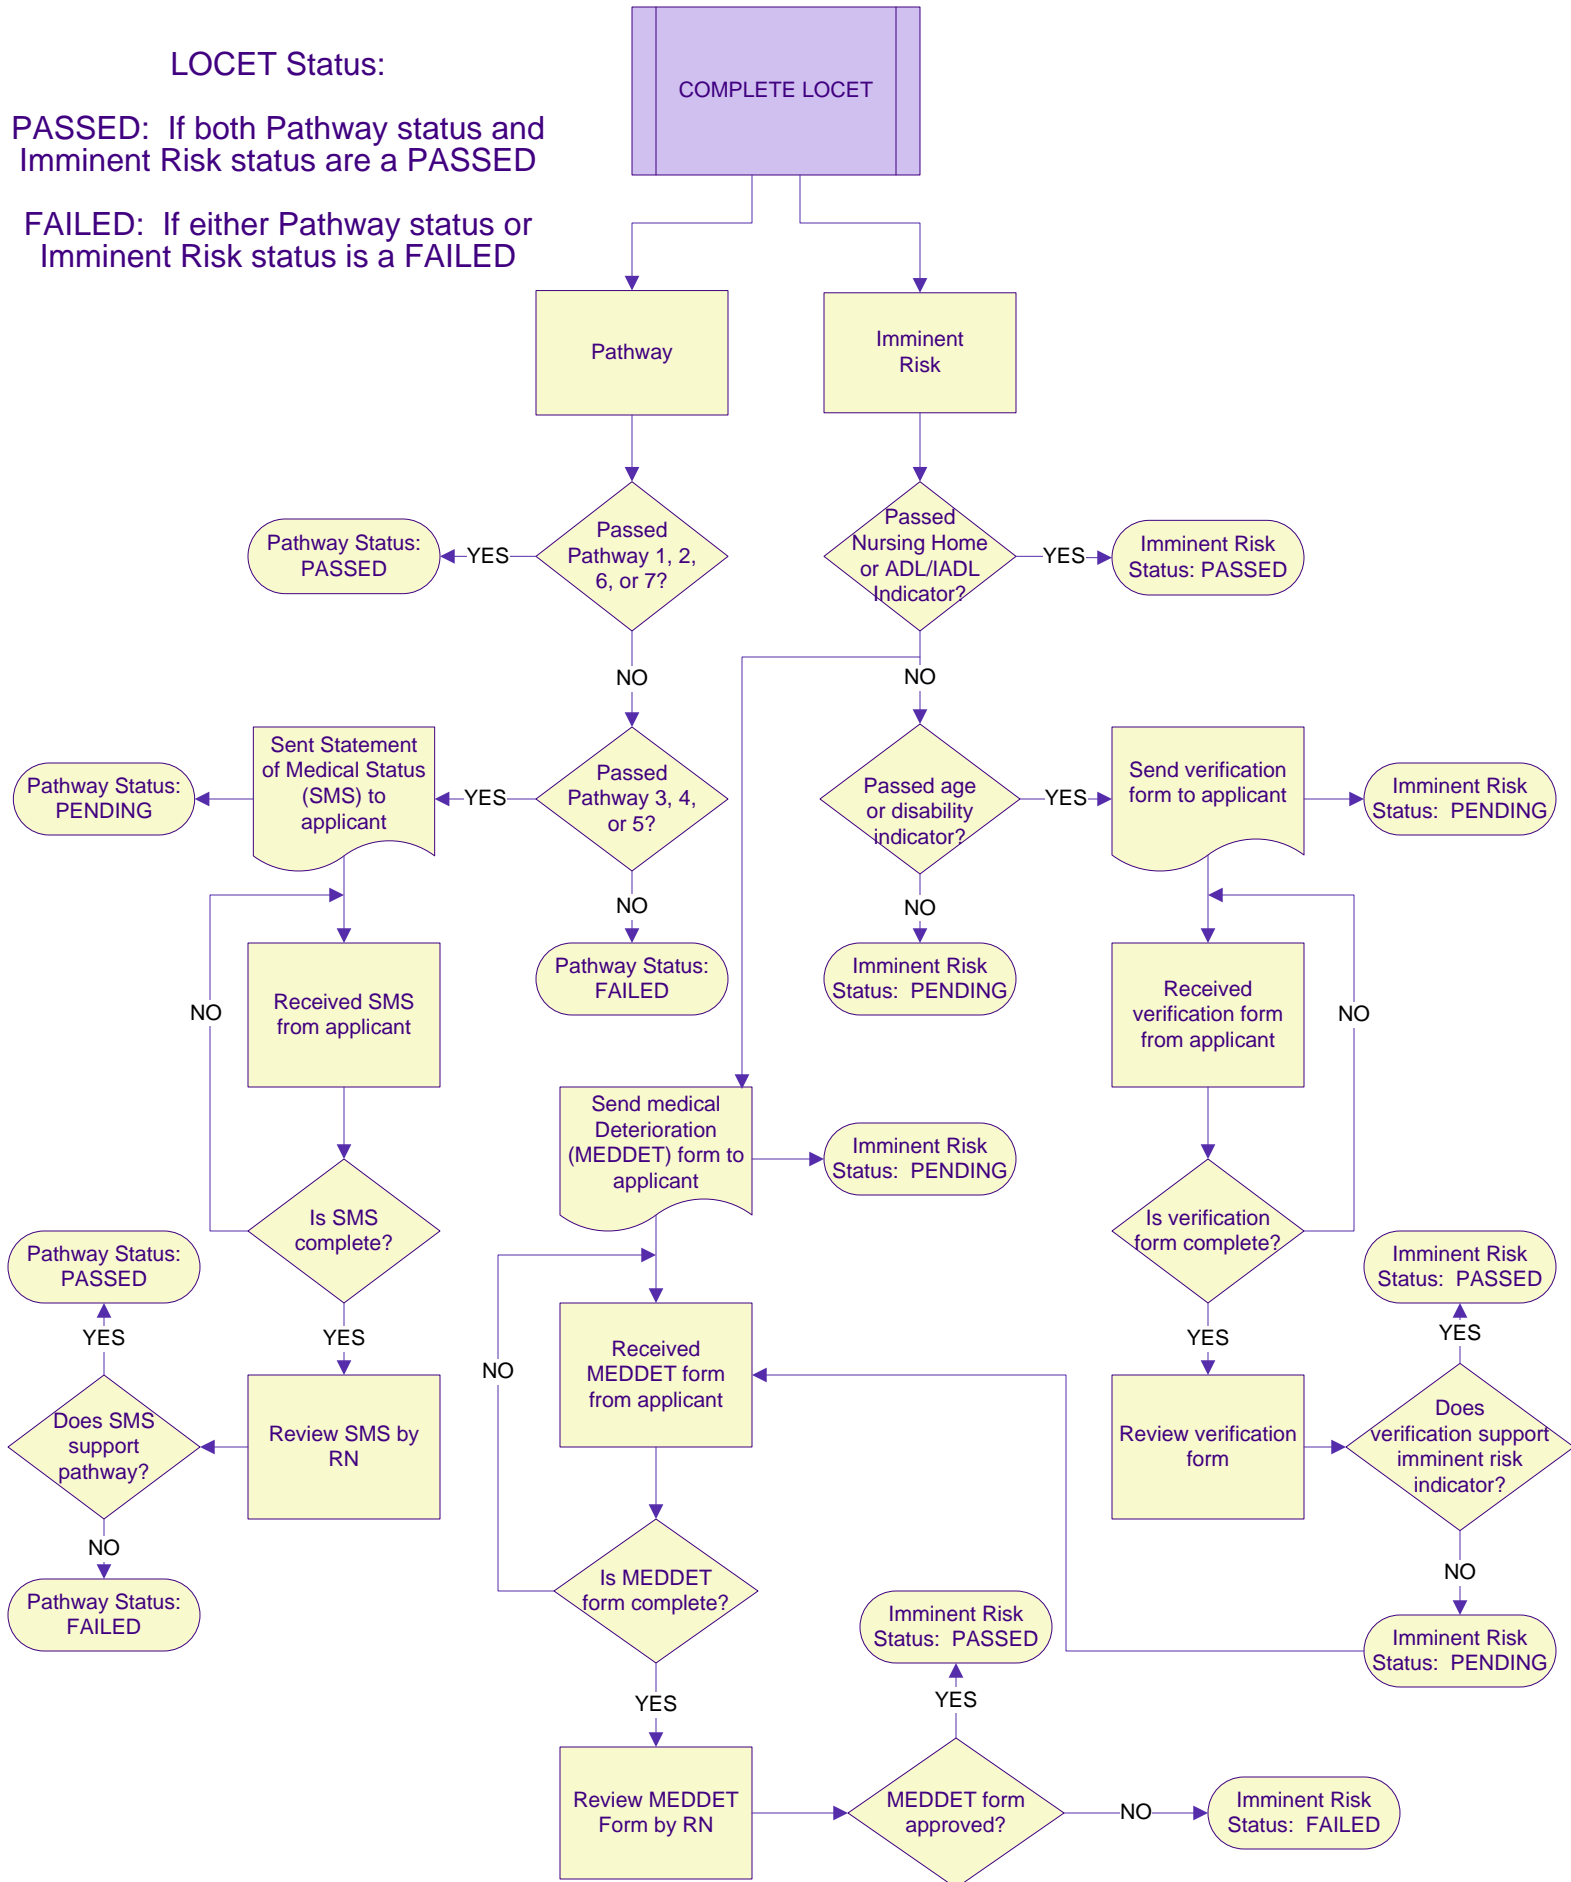 LOCET Status:
PASSED:  If both Pathway status and
Imminent Risk status are a PASSED
FAILED:  If either Pathway status or
Imminent Risk status is a FAILED
COMPLETE LOCET
Pathway
Imminent
Risk
Passed
Pathway 1, 2,
6, or 7?
YES
Pathway Status:
PASSED
Passed
Nursing Home
or ADL/IADL
Indicator?
YES
Imminent Risk
Status: PASSED
NO
NO
Passed
Pathway 3, 4,
or 5?
YES
Sent Statement
of Medical Status
(SMS) to
applicant
Pathway Status:
PENDING
Passed age
or disability
indicator?
YES
Send verification
form to applicant
Imminent Risk
Status:  PENDING
NO
Pathway Status:
FAILED
NO
Imminent Risk
Status:  PENDING
Received SMS
from applicant
NO
Received
verification form
from applicant
NO
Send medical
Deterioration
(MEDDET) form to
applicant
Imminent Risk
Status:  PENDING
Is SMS
complete?
Is verification
form complete?
Pathway Status:
PASSED
Imminent Risk
Status:  PASSED
YES
YES
YES
YES
Received
MEDDET form
from applicant
NO
Does SMS
support
pathway?
Review SMS by
RN
Review verification
form
Does
verification support
imminent risk
indicator?
NO
Pathway Status:
FAILED
NO
Imminent Risk
Status:  PENDING
Is MEDDET
form complete?
Imminent Risk
Status:  PASSED
YES
YES
Review MEDDET
Form by RN
MEDDET form
approved?
NO
Imminent Risk
Status:  FAILED